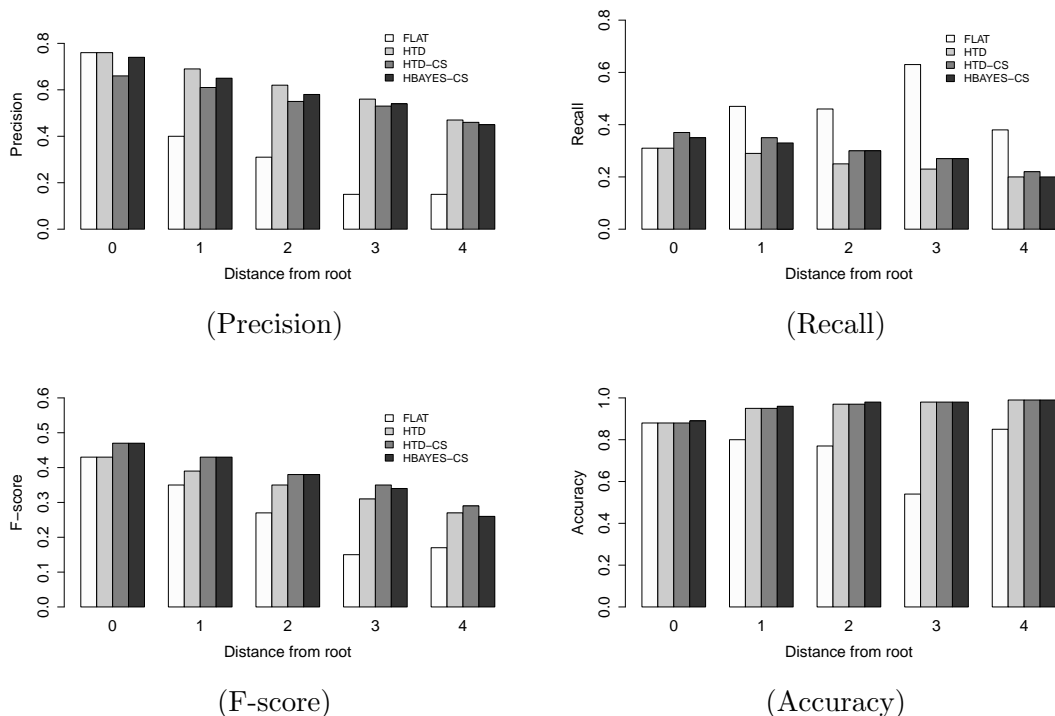 Precision
0.0 0.2 0.4 0.6 0.8
FLAT
HTD
HTD−CS
HBAYES−CS
0 1 2 3 4
Distance from root
(Precision)
Recall
0.0 0.2 0.4 0.6 0.8
FLAT
HTD
HTD−CS
HBAYES−CS
0 1 2 3 4
Distance from root
(Recall)
F−score
0.0 0.1 0.2 0.3 0.4 0.5 0.6
FLAT
HTD
HTD−CS
HBAYES−CS
0 1 2 3 4
Distance from root
(F-score)
Accuracy
0.0 0.2 0.4 0.6 0.8 1.0
0 1 2 3 4
Distance from root
(Accuracy)